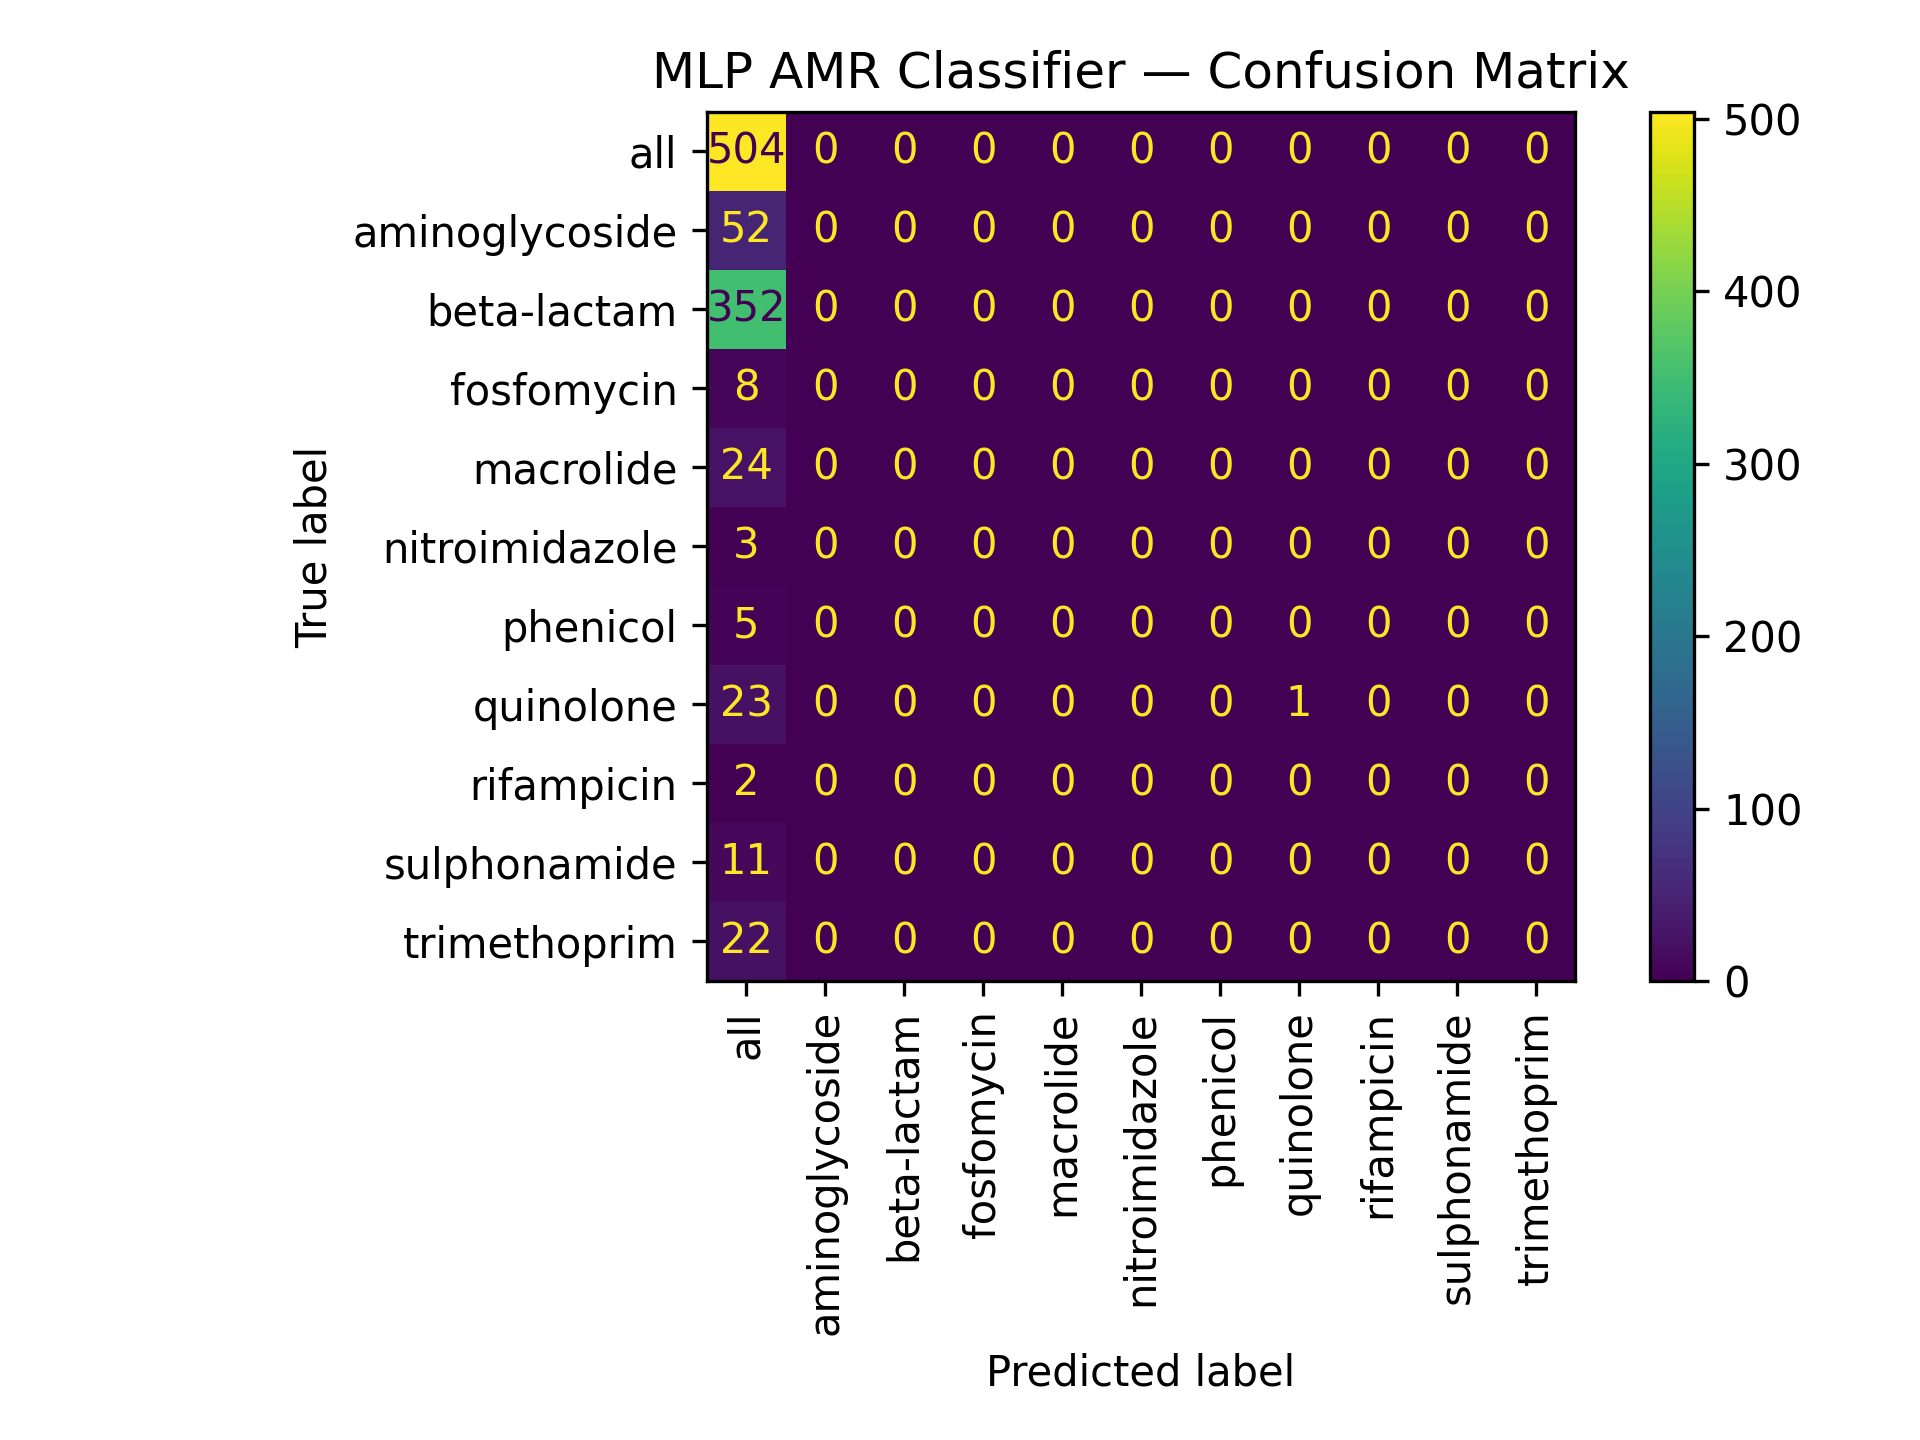 MLP AMR Classifier — Confusion Matrix
all 504 0 0 0 0 0 0 0 0 0 0
aminoglycoside 52 0 0 0 0 0 0 0 0 0 0
beta-lactam 352 0 0 0 0 0 0 0 0 0 0
fosfomycin 8 0 0 0 0 0 0 0 0 0 0
macrolide 24 0 0 0 0 0 0 0 0 0 0
nitroimidazole 3 0 0 0 0 0 0 0 0 0 0
phenicol 5 0 0 0 0 0 0 0 0 0 0
quinolone 23 0 0 0 0 0 0 1 0 0 0
rifampicin 2 0 0 0 0 0 0 0 0 0 0
sulphonamide 11 0 0 0 0 0 0 0 0 0 0
trimethoprim 22 0 0 0 0 0 0 0 0 0 0
True label
all
aminoglycoside
beta-lactam
fosfomycin
macrolide
nitroimidazole
phenicol
quinolone
rifampicin
sulphonamide
trimethoprim
Predicted label
500
400
300
200
100
0